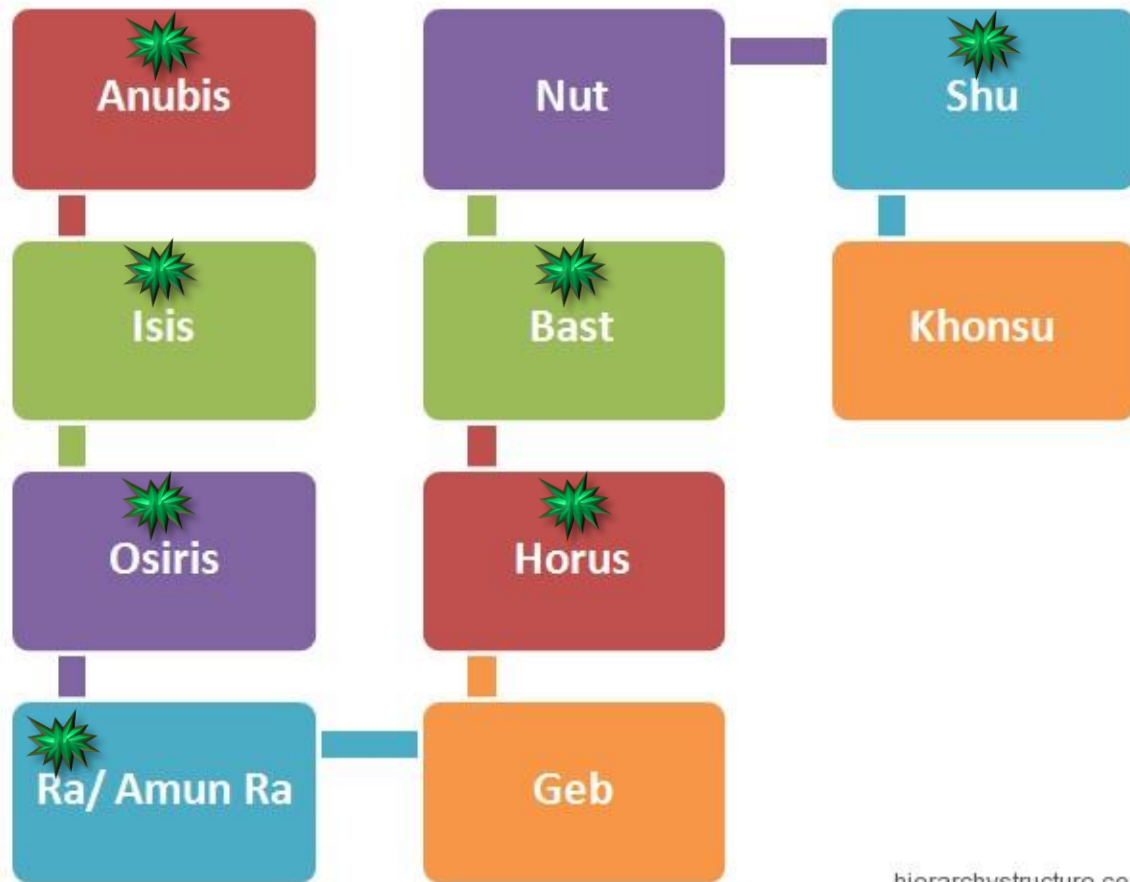 Anubis
Isis
Osiris
Ra/ Amun Ra
Geb
Horus
Bast
Nut
Shu
Khonsu